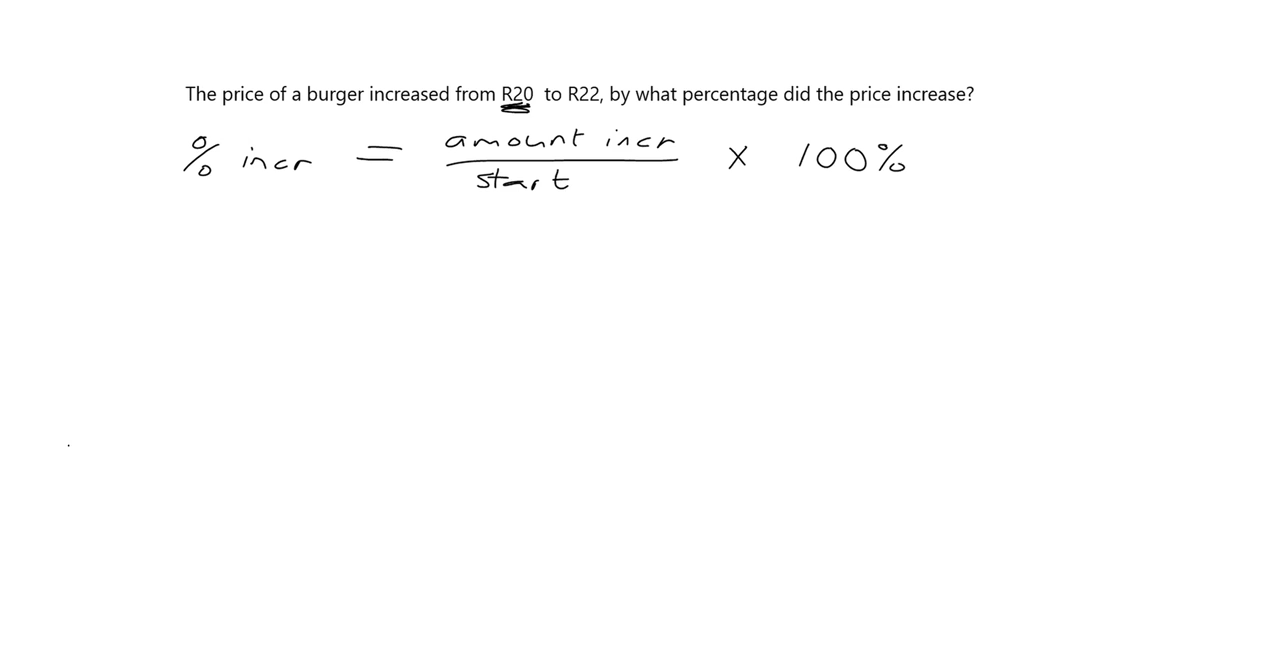 The price of a burger increased from R20 to R22, by what percentage did the price increase?
% incr = amount incr / start × 100%